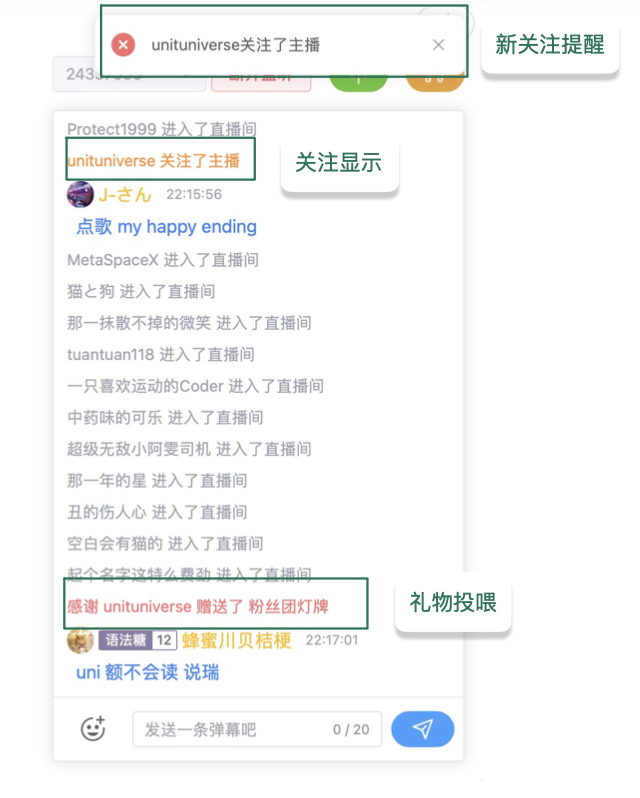 unituniverse关注了主播
新关注提醒
Protect1999 进入了直播间
unituniverse 关注了主播
关注显示
J-さん 22:15:56
点歌 my happy ending
MetaSpaceX 进入了直播间
猫と狗 进入了直播间
那一抹散不掉的微笑 进入了直播间
tuantuan118 进入了直播间
一只喜欢运动的Coder 进入了直播间
中药味的可乐 进入了直播间
超级无敌小阿雯司机 进入了直播间
那一年的星 进入了直播间
丑的伤人心 进入了直播间
空白会有猫的 进入了直播间
起个名字这特么费劲 进入了直播间
感谢 unituniverse 赠送了 粉丝团灯牌
礼物投喂
语法糖 12 蜂蜜川贝桔梗 22:17:01
uni 额不会读 说瑞
发送一条弹幕吧 0 / 20